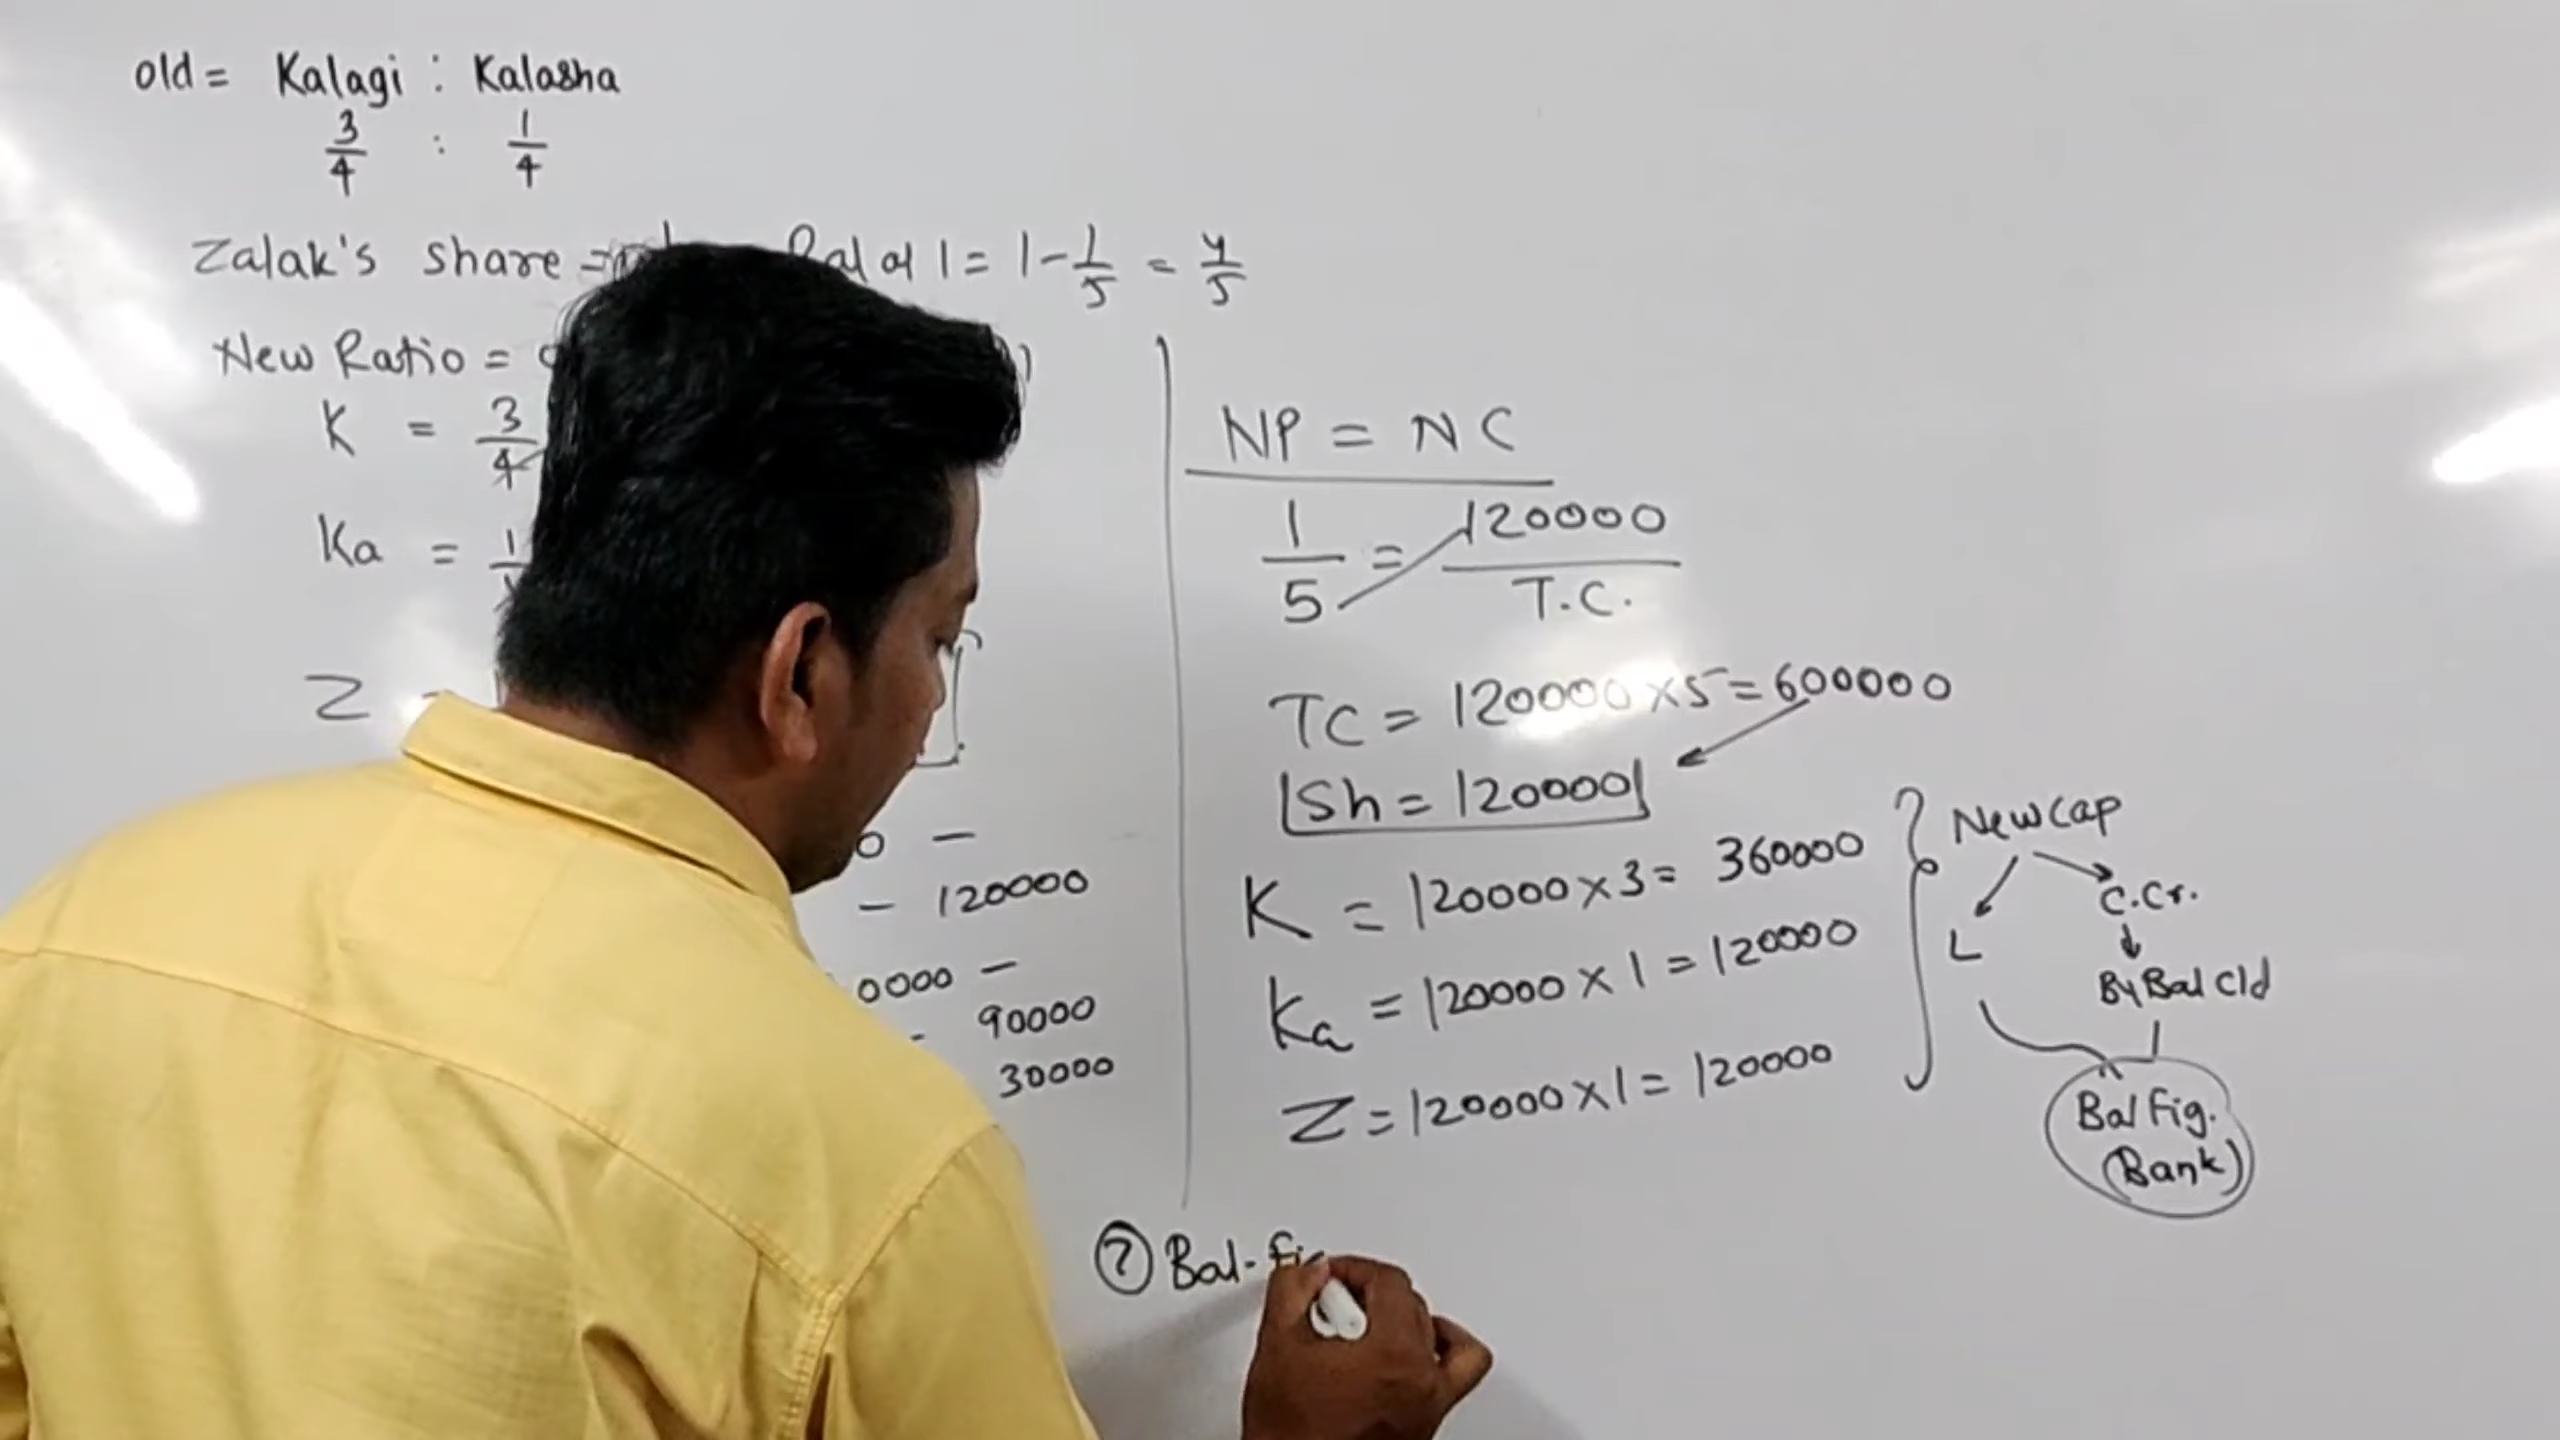 old = Kalagi : Kalasha
3/4 : 1/4
Zalak's share = Bal of 1 = 1 - 1/5 = 4/5
New Ratio =
K = 3/4
Ka = 1
Z
-
- 120000
0000 -
- 90000
30000
NP = NC
1/5 = 120000/T.C.
TC = 120000 x 5 = 600000
Sh = 120000
K = 120000 x 3 = 360000
Ka = 120000 x 1 = 120000
Z = 120000 x 1 = 120000
New Cap
L C.Cr.
By Bal c/d
Bal Fig.
(Bank)
7 Bal-fi